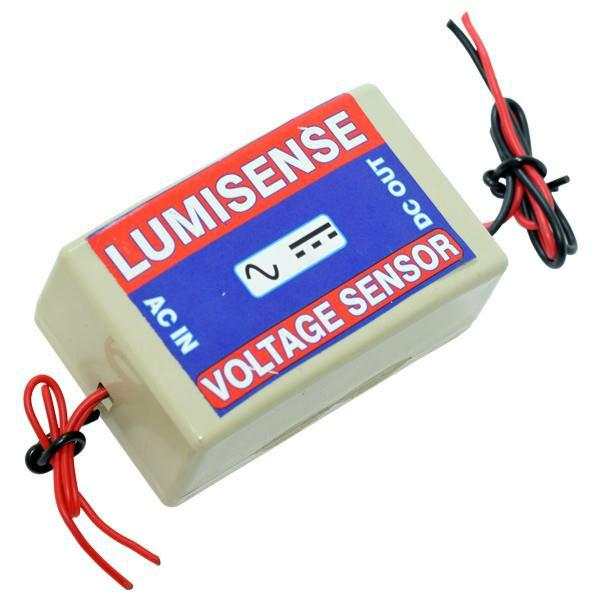 LUMISENSE
AC IN
DC OUT
VOLTAGE SENSOR